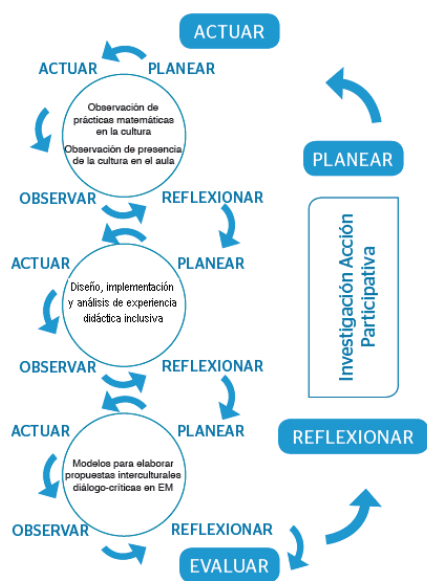 ACTUAR
ACTUAR PLANEAR
Observación de
prácticas matemáticas
en la cultura
Observación de presencia
de la cultura en el aula
OBSERVAR REFLEXIONAR
ACTUAR PLANEAR
Diseño, implementación
y análisis de experiencia
didáctica inclusiva
OBSERVAR REFLEXIONAR
ACTUAR PLANEAR
Modelos para elaborar
propuestas interculturales
diálogo-críticas en EM
OBSERVAR REFLEXIONAR
EVALUAR
PLANEAR
Investigación Acción
Participativa
REFLEXIONAR